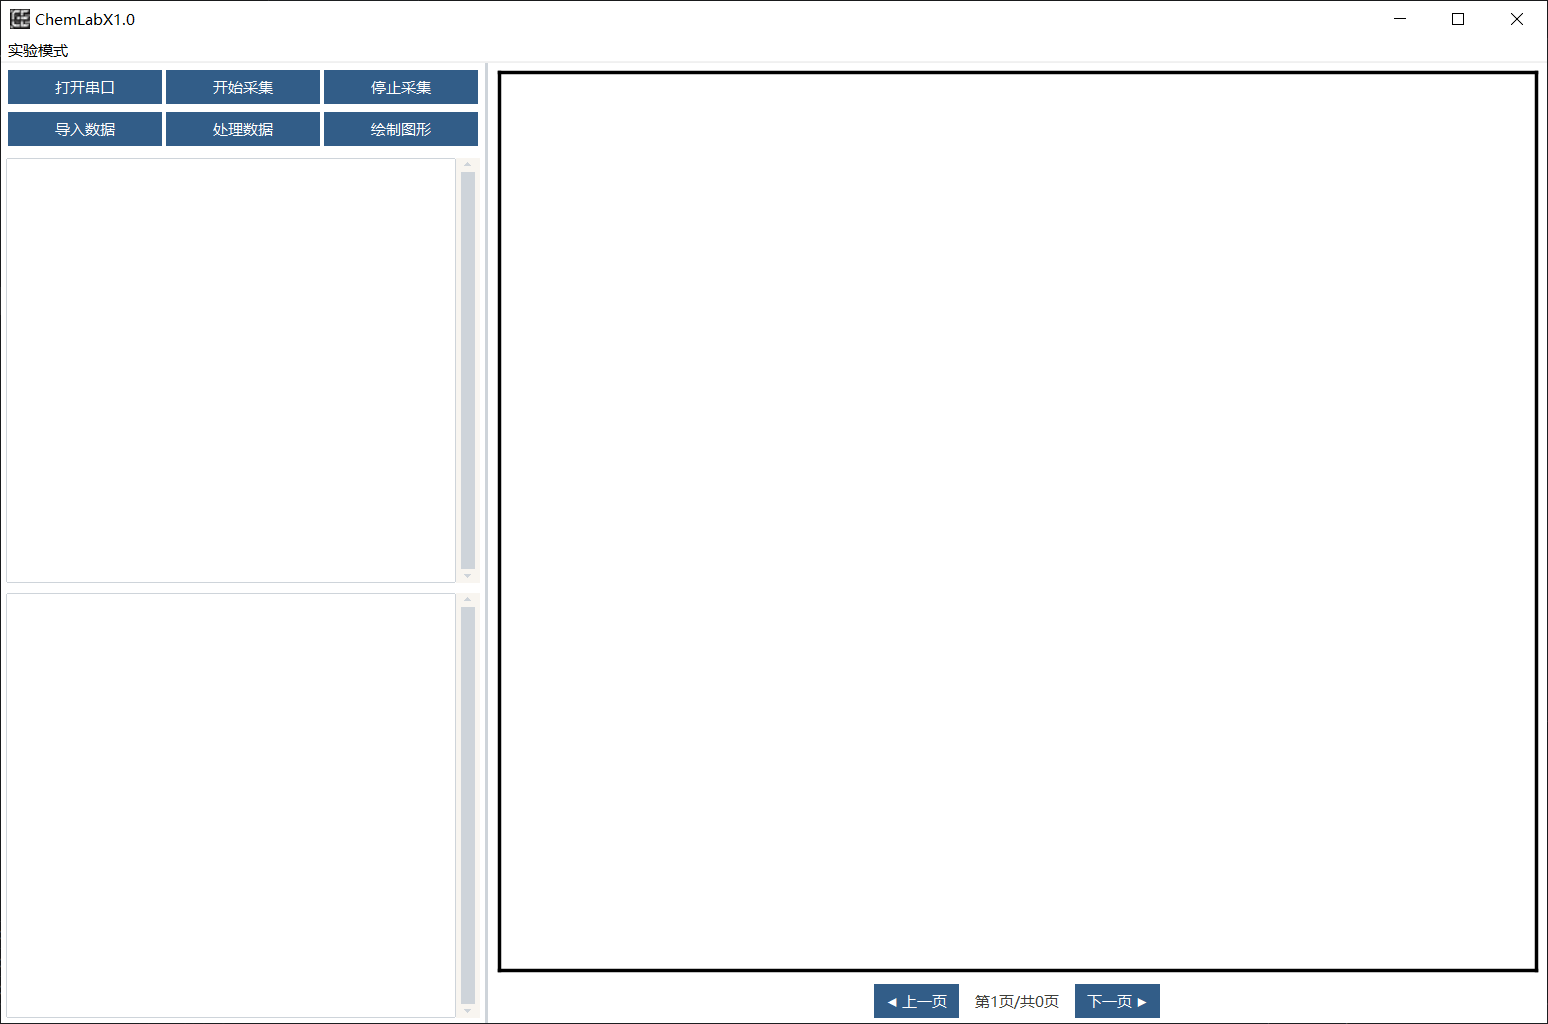 ChemLabX1.0
实验模式
打开串口 开始采集 停止采集
导入数据 处理数据 绘制图形
◄ 上一页 第1页/共0页 下一页 ►